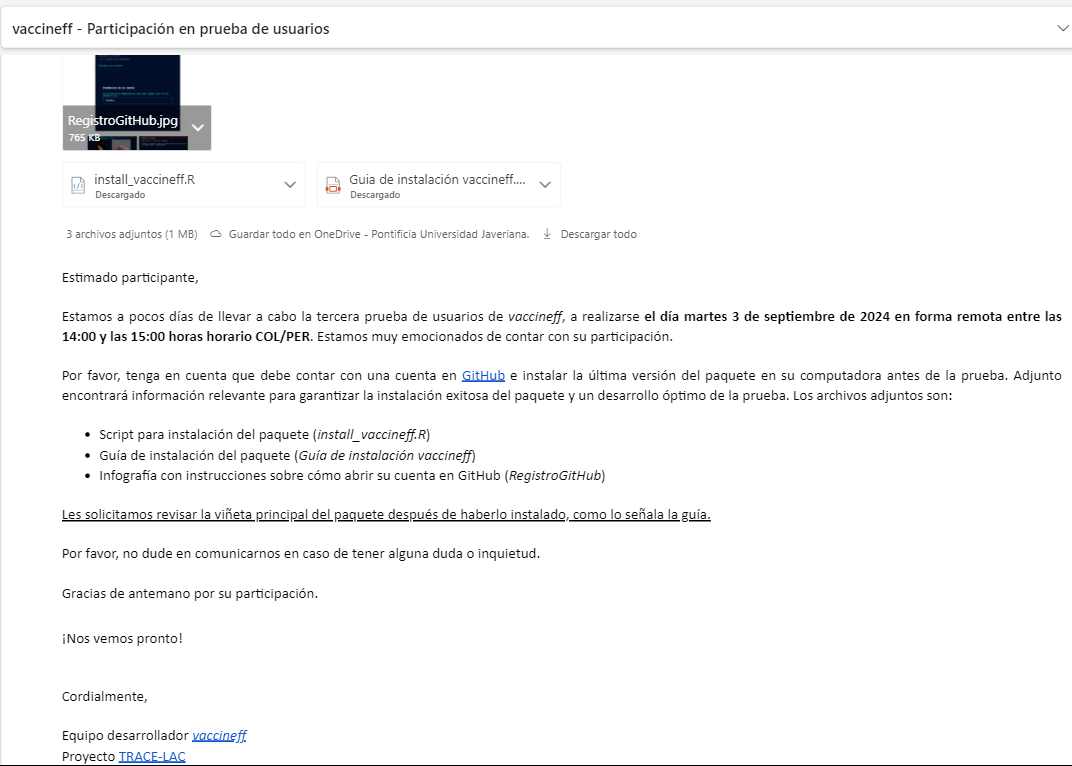 vaccineff - Participación en prueba de usuarios
RegistroGitHub.jpg
765 KB
install_vaccineff.R
Descargado
Guia de instalación vaccineff....
Descargado
3 archivos adjuntos (1 MB) Guardar todo en OneDrive - Pontificia Universidad Javeriana. Descargar todo
Estimado participante,
Estamos a pocos días de llevar a cabo la tercera prueba de usuarios de vaccineff, a realizarse el día martes 3 de septiembre de 2024 en forma remota entre las
14:00 y las 15:00 horas horario COL/PER. Estamos muy emocionados de contar con su participación.
Por favor, tenga en cuenta que debe contar con una cuenta en GitHub e instalar la última versión del paquete en su computadora antes de la prueba. Adjunto
encontrará información relevante para garantizar la instalación exitosa del paquete y un desarrollo óptimo de la prueba. Los archivos adjuntos son:
• Script para instalación del paquete (install_vaccineff.R)
• Guía de instalación del paquete (Guía de instalación vaccineff)
• Infografía con instrucciones sobre cómo abrir su cuenta en GitHub (RegistroGitHub)
Les solicitamos revisar la viñeta principal del paquete después de haberlo instalado, como lo señala la guía.
Por favor, no dude en comunicarnos en caso de tener alguna duda o inquietud.
Gracias de antemano por su participación.
¡Nos vemos pronto!
Cordialmente,
Equipo desarrollador vaccineff
Proyecto TRACE-LAC